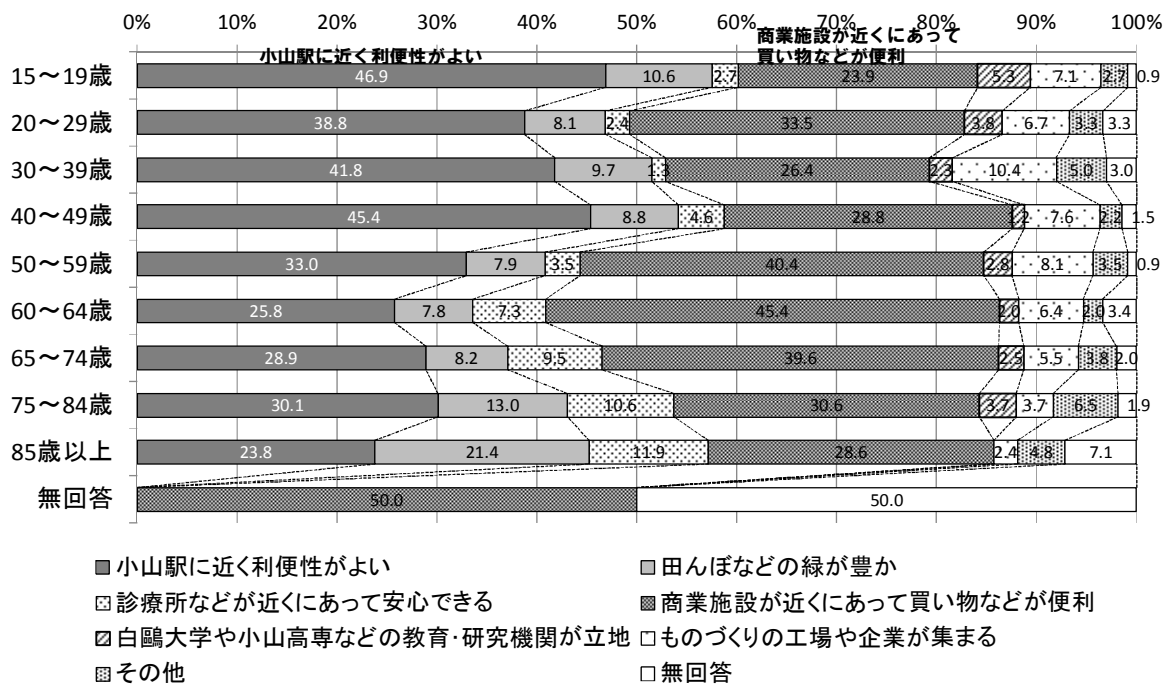 0% 10% 20% 30% 40% 50% 60% 70% 80% 90% 100%
小山駅に近く利便性がよい
商業施設が近くにあって
買い物などが便利
15～19歳 46.9 10.6 2.7 23.9 5.3 7.1 2.7 0.9
20～29歳 38.8 8.1 2.4 33.5 3.8 6.7 3.3 3.3
30～39歳 41.8 9.7 1.3 26.4 2.3 10.4 5.0 3.0
40～49歳 45.4 8.8 4.6 28.8 1.2 7.6 2.2 1.5
50～59歳 33.0 7.9 3.5 40.4 2.8 8.1 3.5 0.9
60～64歳 25.8 7.8 7.3 45.4 2.0 6.4 2.0 3.4
65～74歳 28.9 8.2 9.5 39.6 2.5 5.5 3.8 2.0
75～84歳 30.1 13.0 10.6 30.6 3.7 3.7 6.5 1.9
85歳以上 23.8 21.4 11.9 28.6 2.4 4.8 7.1
無回答 50.0 50.0
小山駅に近く利便性がよい 田んぼなどの緑が豊か
診療所などが近くにあって安心できる 商業施設が近くにあって買い物などが便利
白鷗大学や小山高専などの教育・研究機関が立地 ものづくりの工場や企業が集まる
その他 無回答